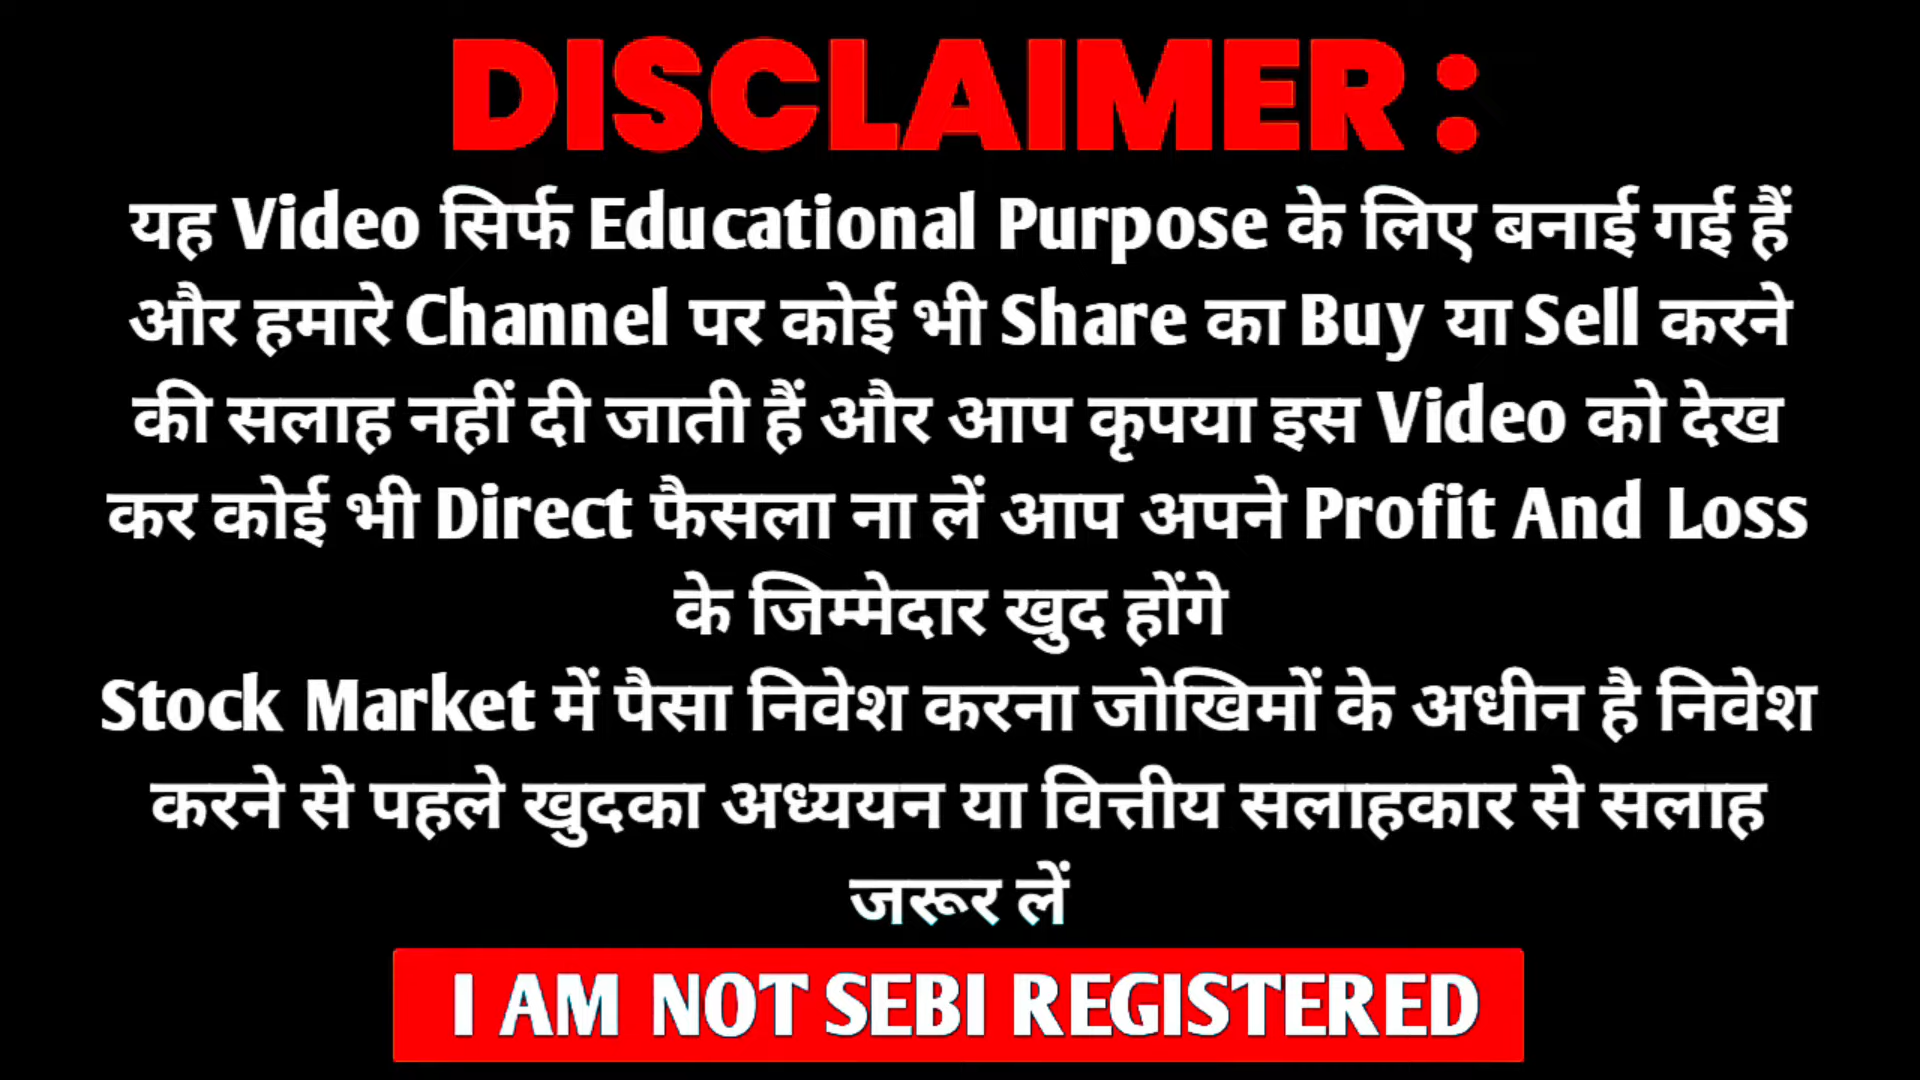 DISCLAIMER :
यह Video सिर्फ Educational Purpose के लिए बनाई गई हैं
और हमारे Channel पर कोई भी Share का Buy या Sell करने
की सलाह नहीं दी जाती हैं और आप कृपया इस Video को देख
कर कोई भी Direct फैसला ना लें आप अपने Profit And Loss
के जिम्मेदार खुद होंगे
Stock Market में पैसा निवेश करना जोखिमों के अधीन है निवेश
करने से पहले खुदका अध्ययन या वित्तीय सलाहकार से सलाह
जरूर लें
I AM NOT SEBI REGISTERED